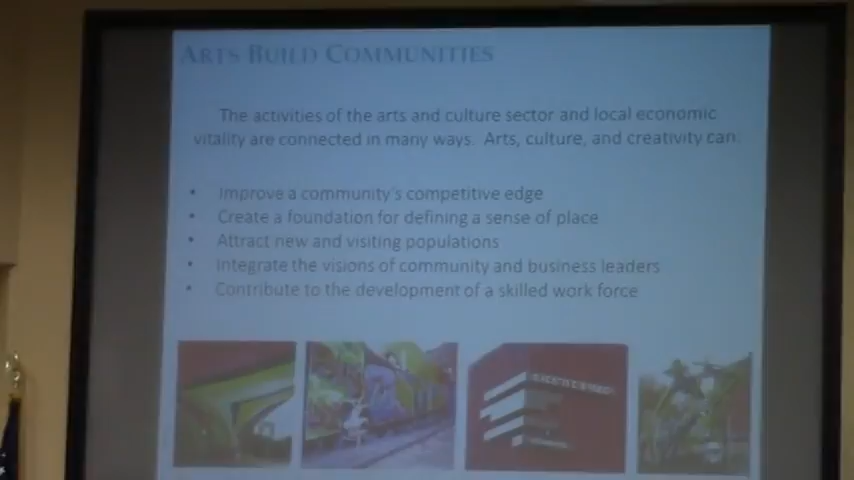 ARTS BUILD COMMUNITIES
The activities of the arts and culture sector and local economic
vitality are connected in many ways. Arts, culture, and creativity can:
• Improve a community's competitive edge
• Create a foundation for defining a sense of place
• Attract new and visiting populations
• Integrate the visions of community and business leaders
• Contribute to the development of a skilled work force